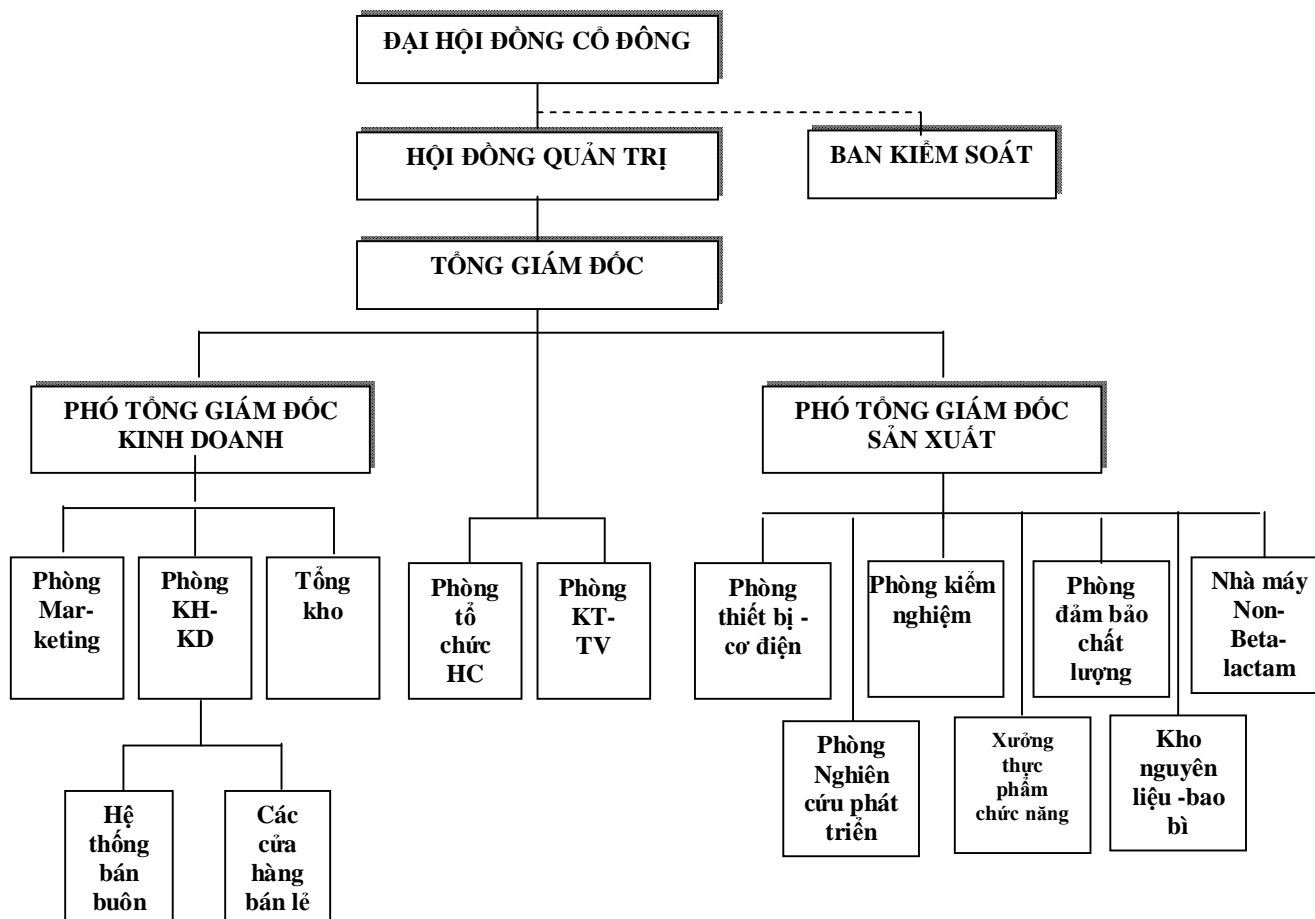 ĐẠI HỘI ĐỒNG CỔ ĐÔNG
HỘI ĐỒNG QUẢN TRỊ
BAN KIỂM SOÁT
TỔNG GIÁM ĐỐC
PHÓ TỔNG GIÁM ĐỐC
KINH DOANH
PHÓ TỔNG GIÁM ĐỐC
SẢN XUẤT
Phòng
Mar-
keting
Phòng
KH-
KD
Tổng
kho
Phòng
tổ
chức
HC
Phòng
KT-
TV
Phòng
thiết bị -
cơ điện
Phòng kiểm
nghiệm
Phòng
đảm bảo
chất
lượng
Nhà máy
Non-
Beta-
lactam
Hệ
thống
bán
buôn
Các
cửa
hàng
bán lẻ
Phòng
Nghiên
cứu phát
triển
Xưởng
thực
phẩm
chức năng
Kho
nguyên
liệu -bao
bì